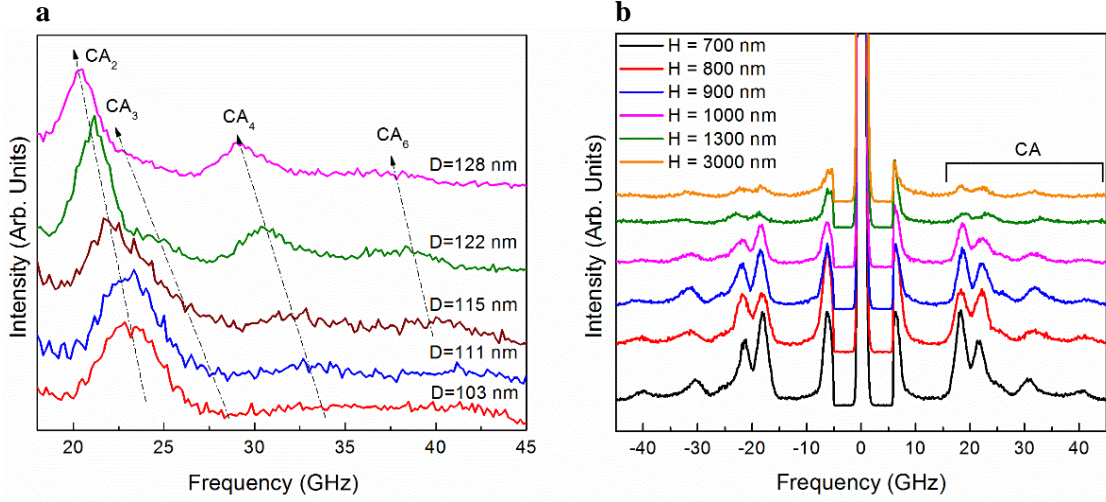 a
CA2
CA3
CA4
CA6
D=128 nm
D=122 nm
D=115 nm
D=111 nm
D=103 nm
Intensity (Arb. Units)
20 25 30 35 40 45
Frequency (GHz)
b
H = 700 nm
H = 800 nm
H = 900 nm
H = 1000 nm
H = 1300 nm
H = 3000 nm
CA
Intensity (Arb. Units)
-40 -30 -20 -10 0 10 20 30 40
Frequency (GHz)